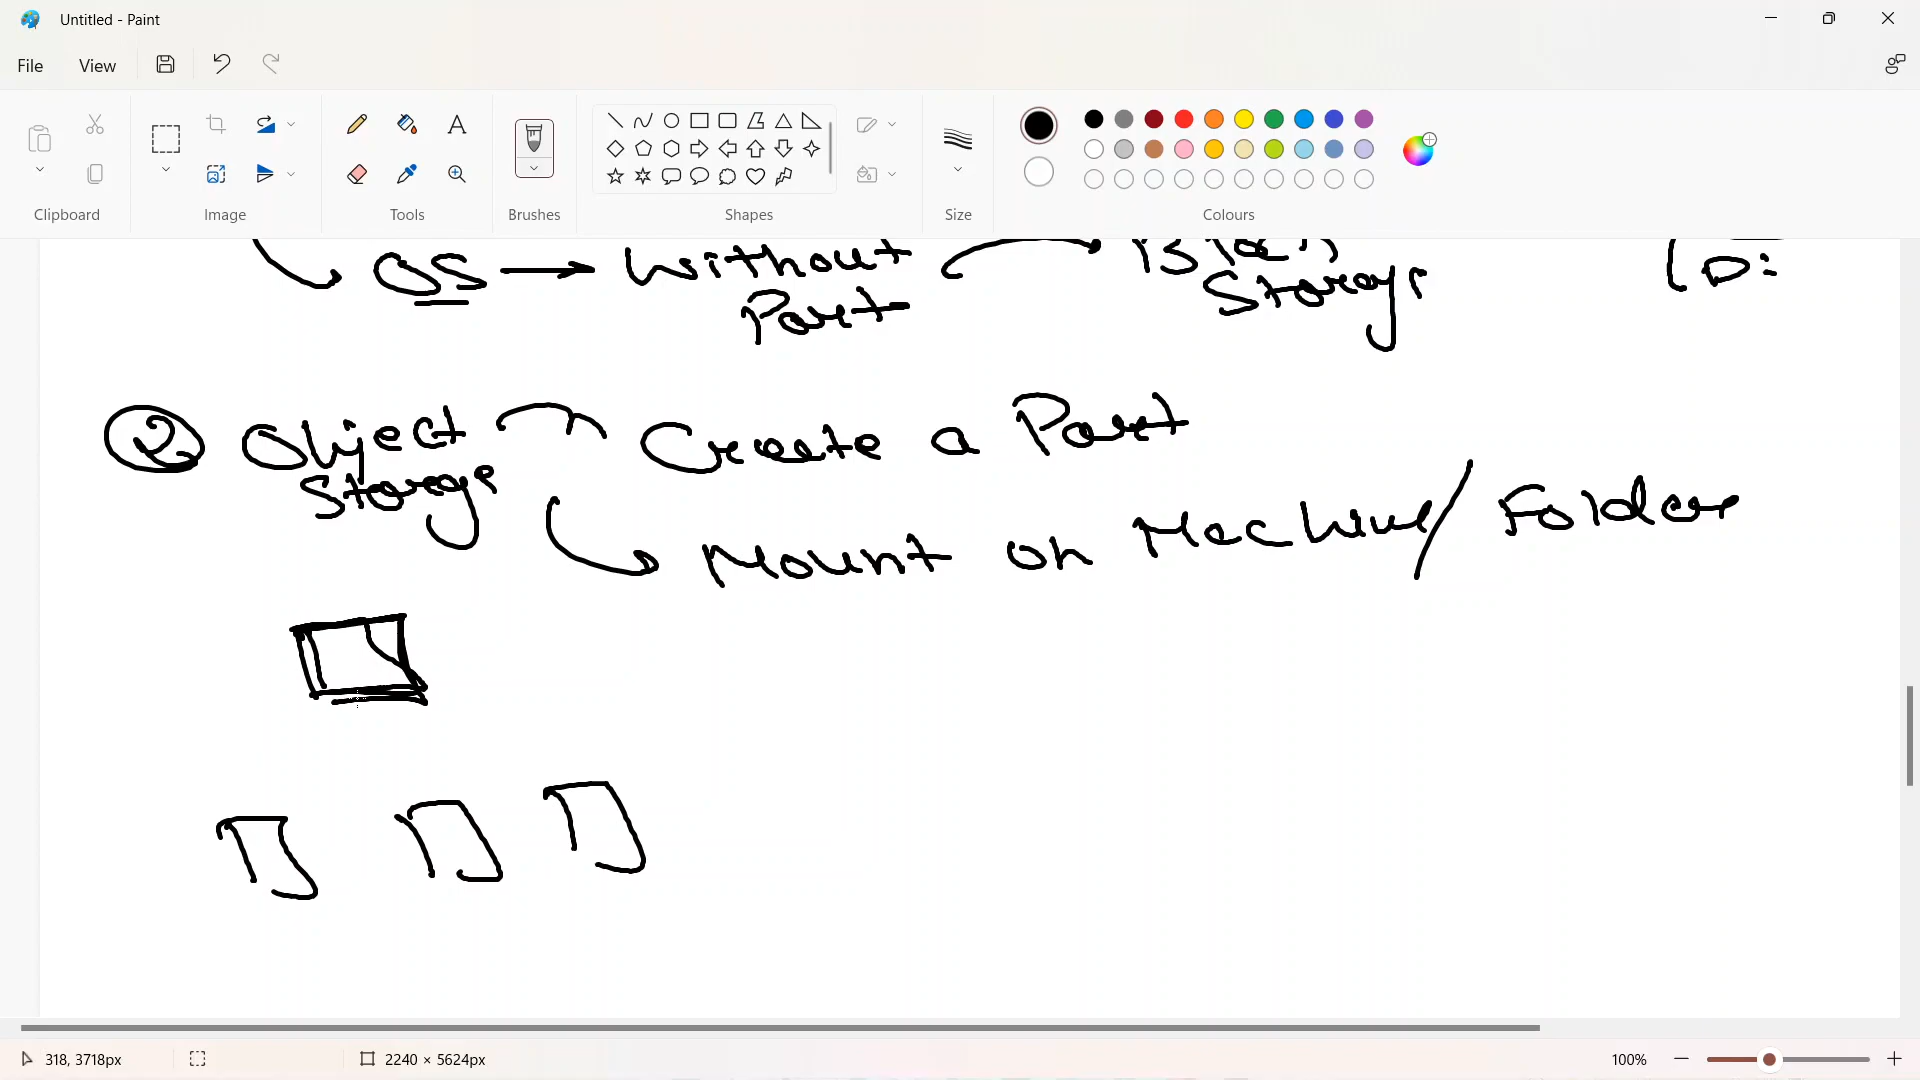 Untitled - Paint
File View
Clipboard Image Tools Brushes Shapes Size Colours
OS → Without Block (D:
Part Storage
② Object Create a Part
Storage
Mount on Machine/ Folder
318, 3718px 2240 × 5624px 100%